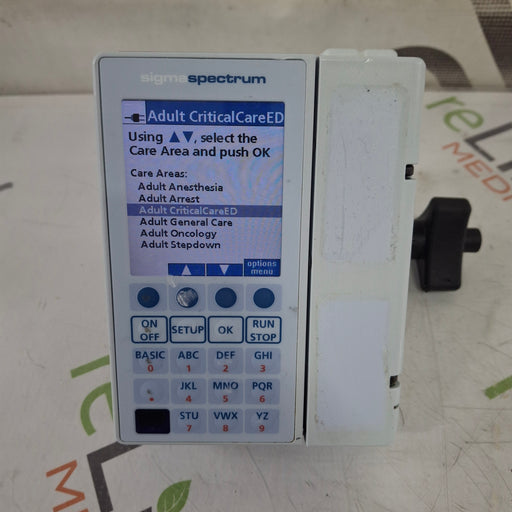 sigmaspectrum
Adult CriticalCareED
Using ▲▼, select the
Care Area and push OK
Care Areas:
Adult Anesthesia
Adult Arrest
Adult CriticalCareED
Adult General Care
Adult Oncology
Adult Stepdown
▲ ▼ options menu
ON OFF SETUP OK RUN STOP
BASIC ABC DEF GHI
0 1 2 3
JKL MNO PQR
. 4 5 6
STU VWX YZ
7 8 9